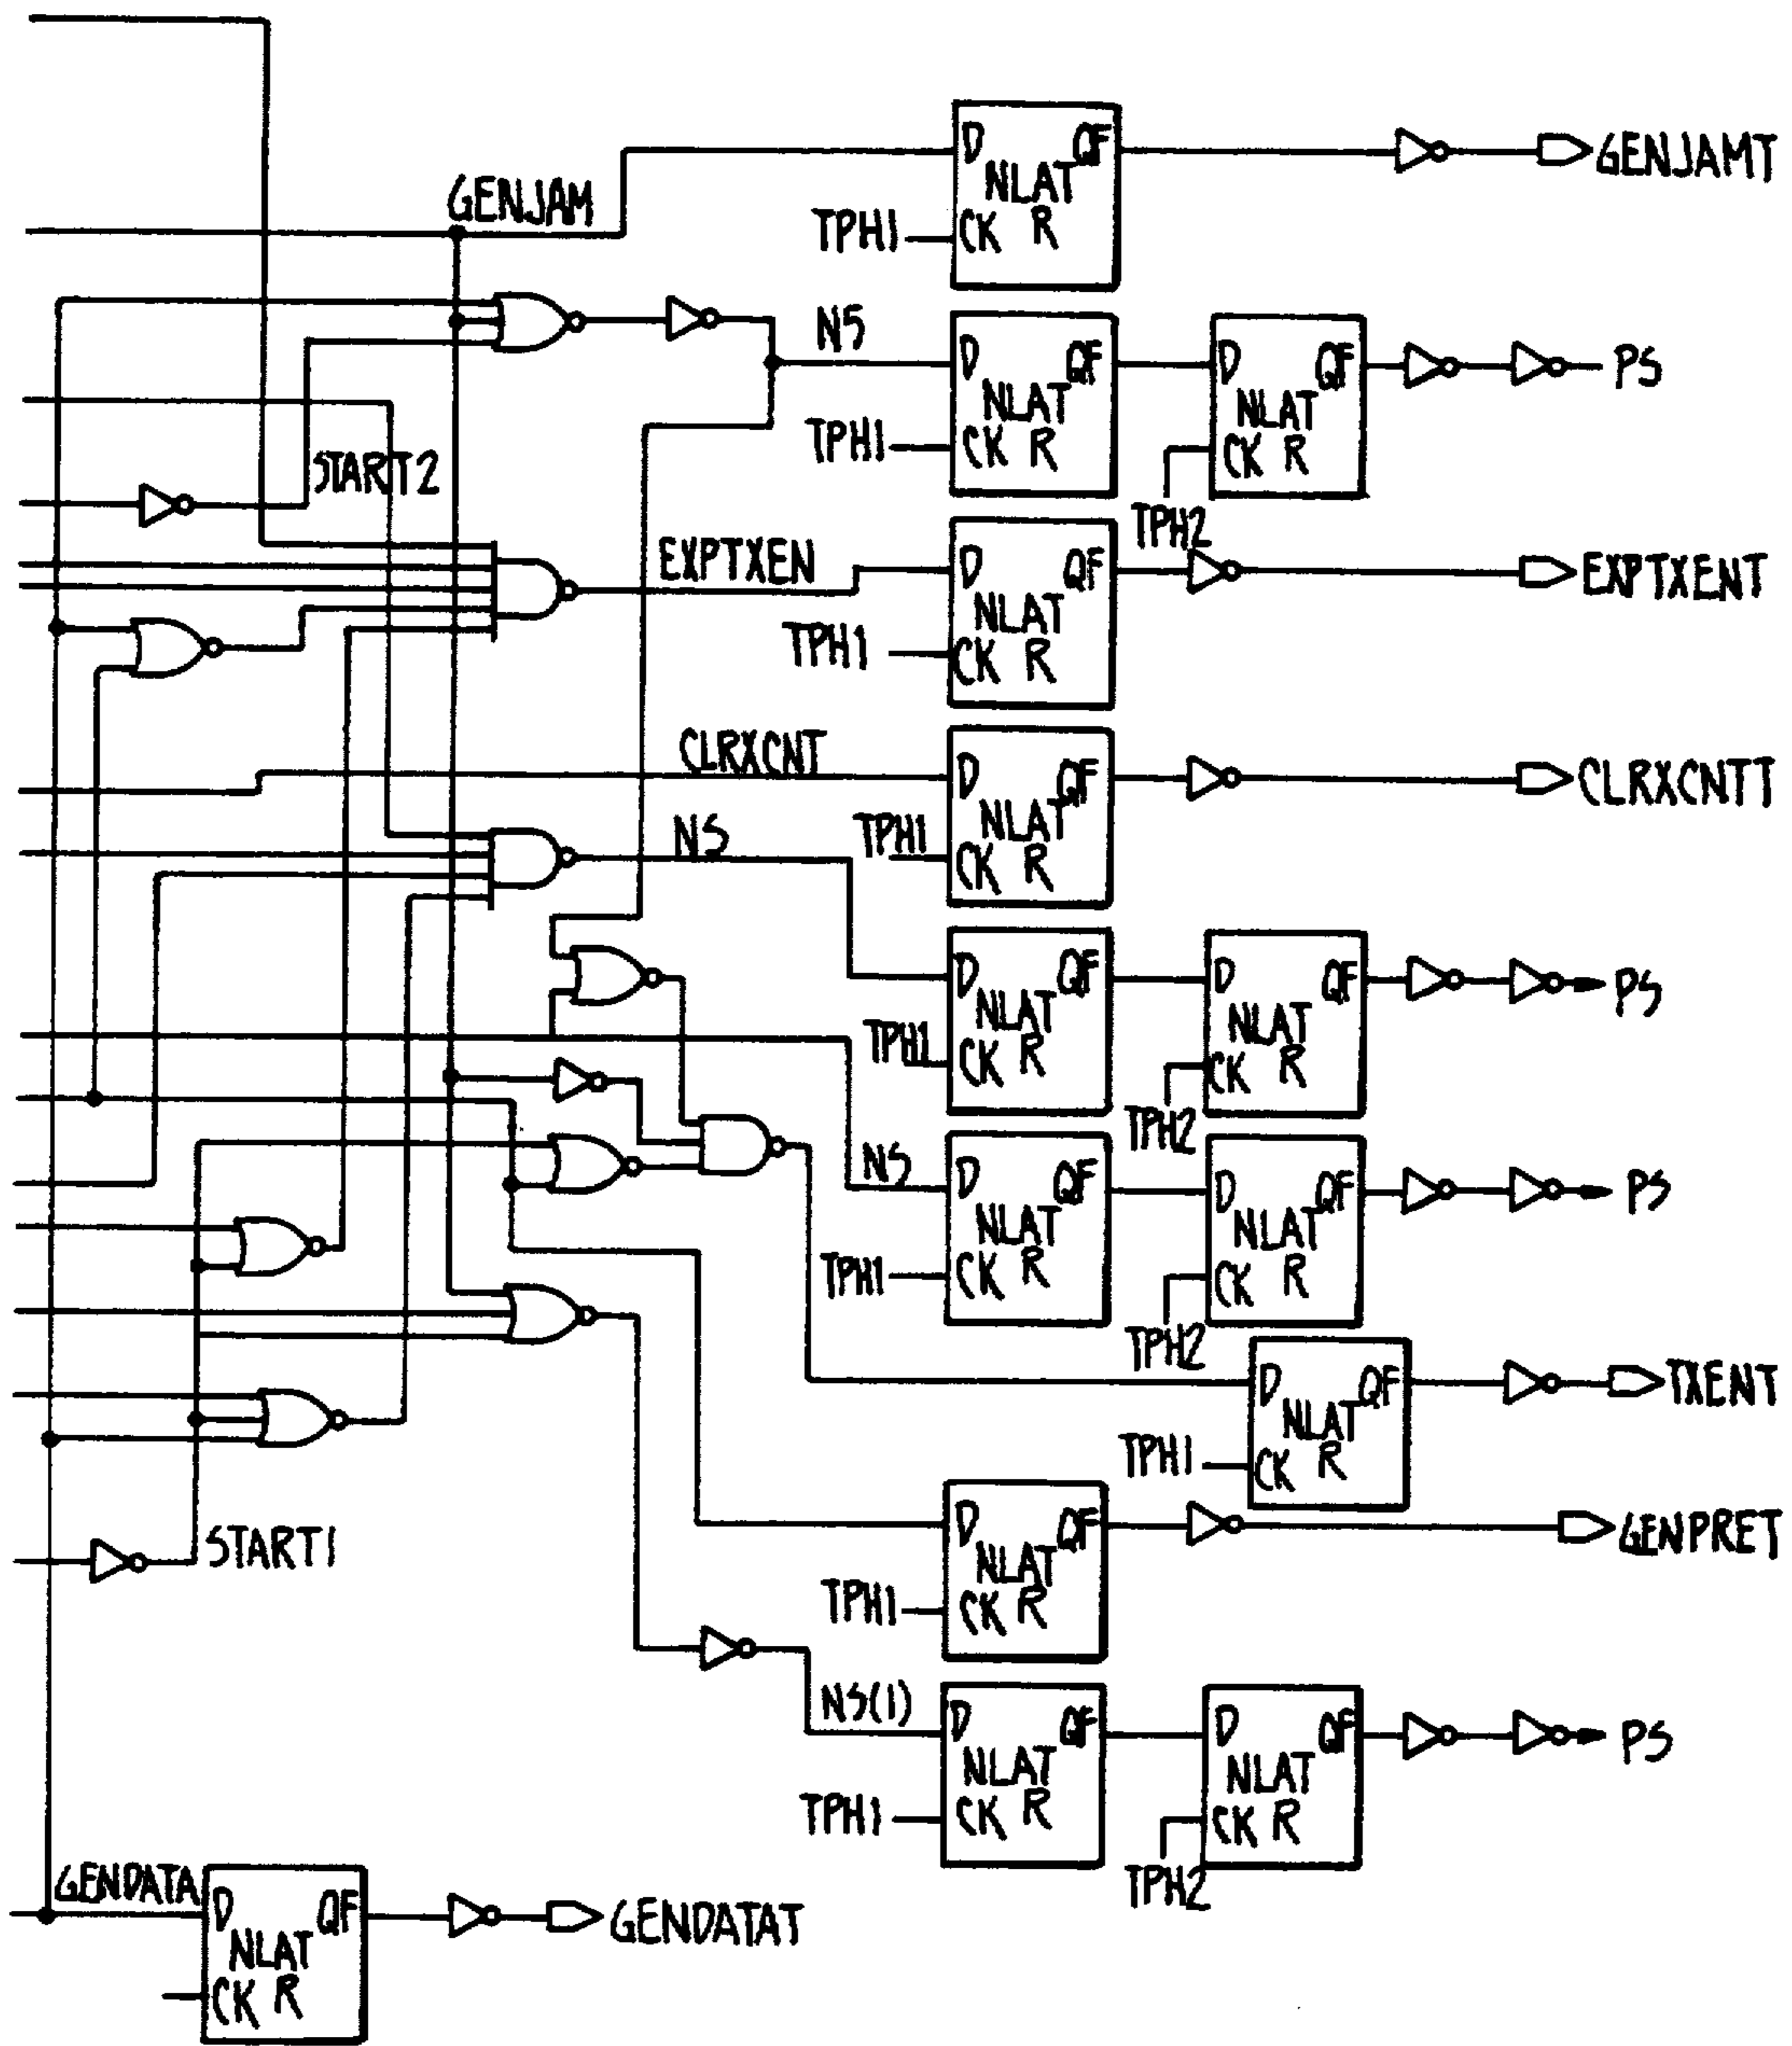 D QF
NLAT
CK R
TPH1
GENJAMT
GENJAM
N5
D QF
NLAT
CK R
TPH1
D QF
NLAT
CK R
TPH2
PS
START2
EXPTXEN
D QF
NLAT
CK R
TPH1
EXPTXENT
CLRXCNT
D QF
NLAT
CK R
TPH1
CLRXCNTT
NS
D QF
NLAT
CK R
TPH1
D QF
NLAT
CK R
TPH2
PS
NS
D QF
NLAT
CK R
TPH1
D QF
NLAT
CK R
TPH2
PS
D QF
NLAT
CK R
TPH1
TXENT
START1
D QF
NLAT
CK R
TPH1
GENPRET
NS(1)
D QF
NLAT
CK R
TPH1
D QF
NLAT
CK R
TPH2
PS
GENDATA
D QF
NLAT
CK R
GENDATAT